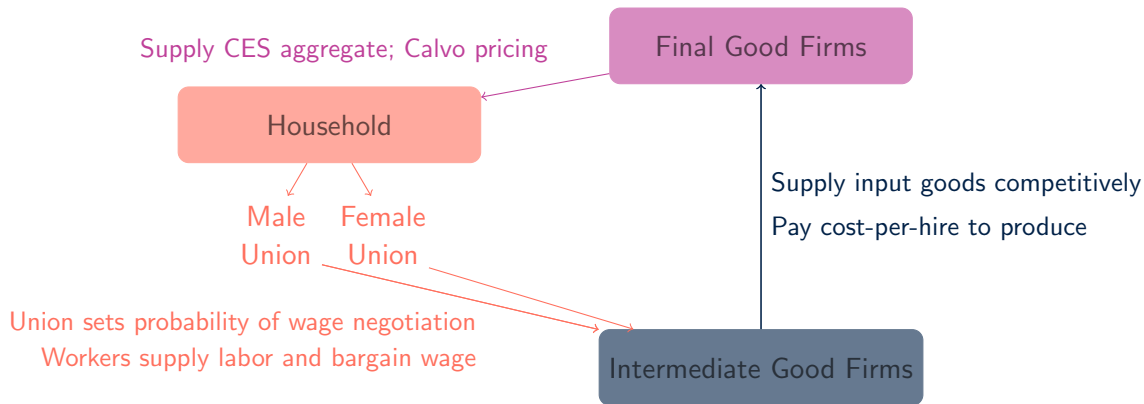 Final Good Firms
Supply CES aggregate; Calvo pricing
Household
Supply input goods competitively
Pay cost-per-hire to produce
Male
Union
Female
Union
Union sets probability of wage negotiation
Workers supply labor and bargain wage
Intermediate Good Firms